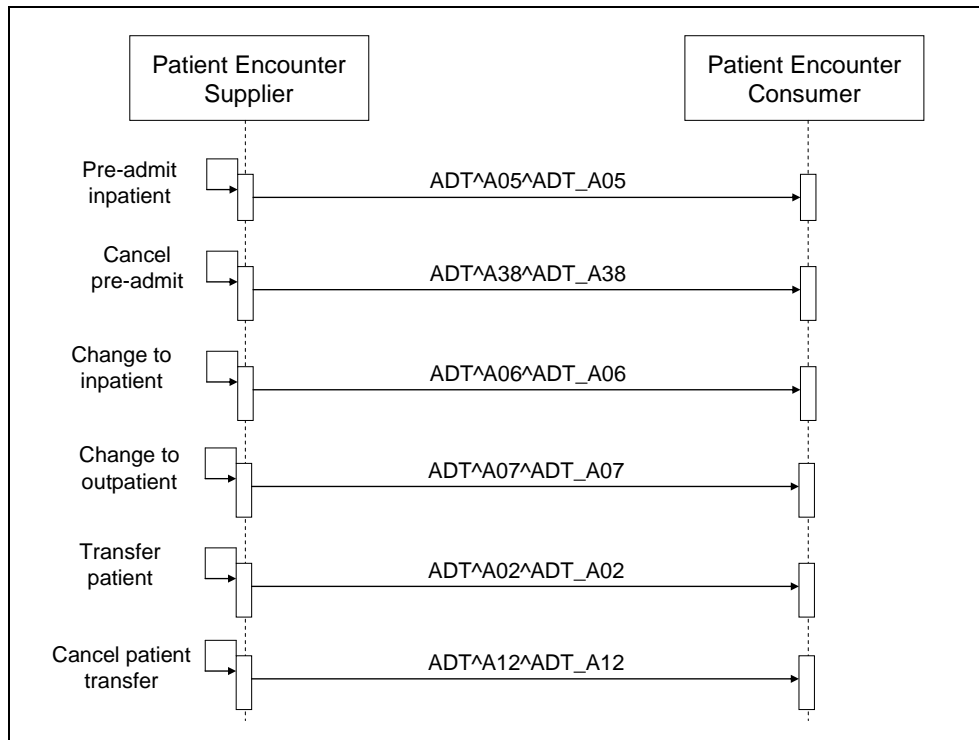 Patient Encounter
Supplier
Patient Encounter
Consumer
Pre-admit
inpatient
ADT^A05^ADT_A05
Cancel
pre-admit
ADT^A38^ADT_A38
Change to
inpatient
ADT^A06^ADT_A06
Change to
outpatient
ADT^A07^ADT_A07
Transfer
patient
ADT^A02^ADT_A02
Cancel patient
transfer
ADT^A12^ADT_A12